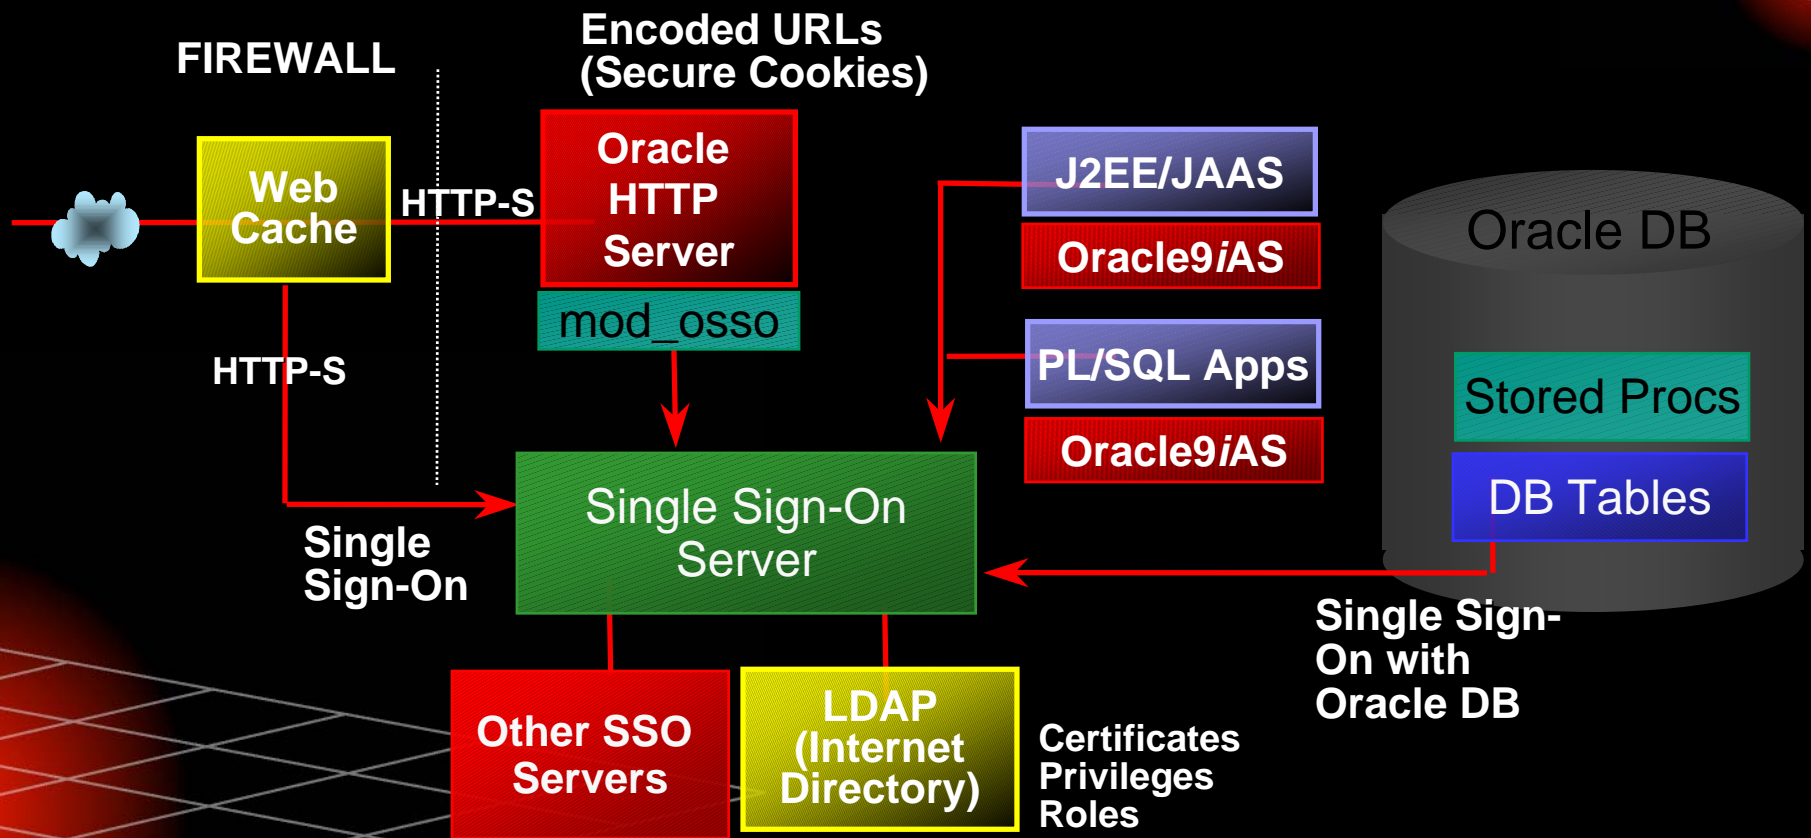 FIREWALL
Encoded URLs
(Secure Cookies)
Web
Cache
HTTP-S
Oracle
HTTP
Server
mod_osso
J2EE/JAAS
Oracle9iAS
PL/SQL Apps
Oracle9iAS
Oracle DB
Stored Procs
DB Tables
HTTP-S
Single
Sign-On
Single Sign-On
Server
Single Sign-
On with
Oracle DB
Other SSO
Servers
LDAP
(Internet
Directory)
Certificates
Privileges
Roles